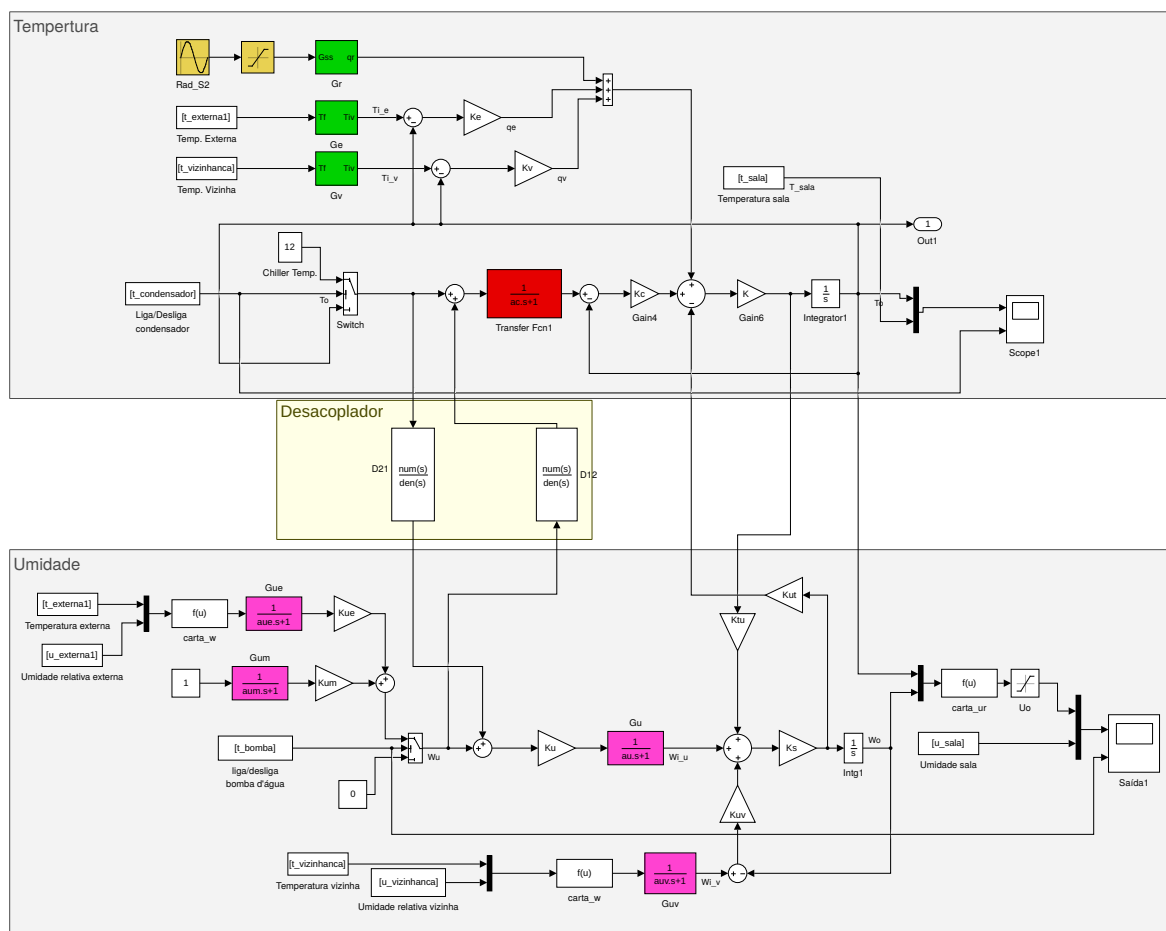 Tempertura
Rad_S2
Gss qr
Gr
[t_externa1]
Temp. Externa
Tf Tiv
Ge
Ti_e
+
−
Ke
qe
+
+
+
[t_vizinhanca]
Temp. Vizinha
Tf Tiv
Gv
Ti_v
+
−
Kv
qv
[t_sala]
T_sala
Temperatura sala
1
Out1
12
Chiller Temp.
[t_condensador]
Liga/Desliga
condensador
To
Switch
+
+
1
ac.s+1
Transfer Fcn1
+
−
Kc
Gain4
+
+
−
K
Gain6
1
s
Integrator1
To
Scope1
Desacoplador
D21
num(s)
den(s)
num(s)
den(s)
D12
Umidade
[t_externa1]
Temperatura externa
[u_externa1]
Umidade relativa externa
f(u)
carta_w
Gue
1
aue.s+1
Kue
1
Gum
1
aum.s+1
Kum
+
+
[t_bomba]
liga/desliga
bomba d'água
0
Wu
+
+
Ku
Gu
1
au.s+1
Wi_u
Ktu
Kut
+
+
+
Ks
1
s
Intg1
Wo
Kuv
f(u)
carta_ur
Uo
[u_sala]
Umidade sala
Saída1
[t_vizinhanca]
Temperatura vizinha
[u_vizinhanca]
Umidade relativa vizinha
f(u)
carta_w
1
auv.s+1
Guv
Wi_v
+ −